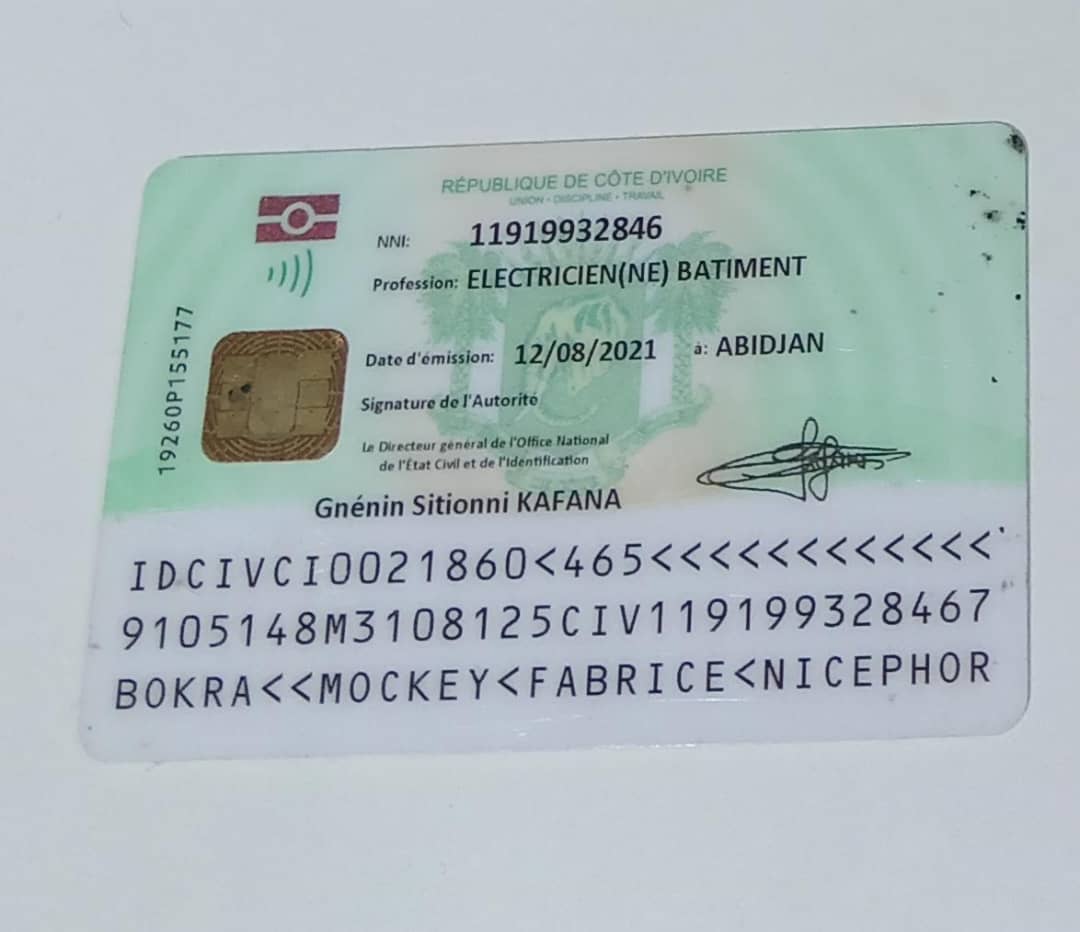 RÉPUBLIQUE DE CÔTE D'IVOIRE
UNION - DISCIPLINE - TRAVAIL
NNI: 11919932846
Profession: ELECTRICIEN(NE) BATIMENT
Date d'émission: 12/08/2021 à: ABIDJAN
Signature de l'Autorité
Le Directeur général de l'Office National
de l'État Civil et de l'Identification
Gnénin Sitionni KAFANA
19260P155177
IDCIVCI0021860<465<<<<<<<<<<<<
9105148M3108125CIV119199328467
BOKRA<<MOCKEY<FABRICE<NICEPHOR